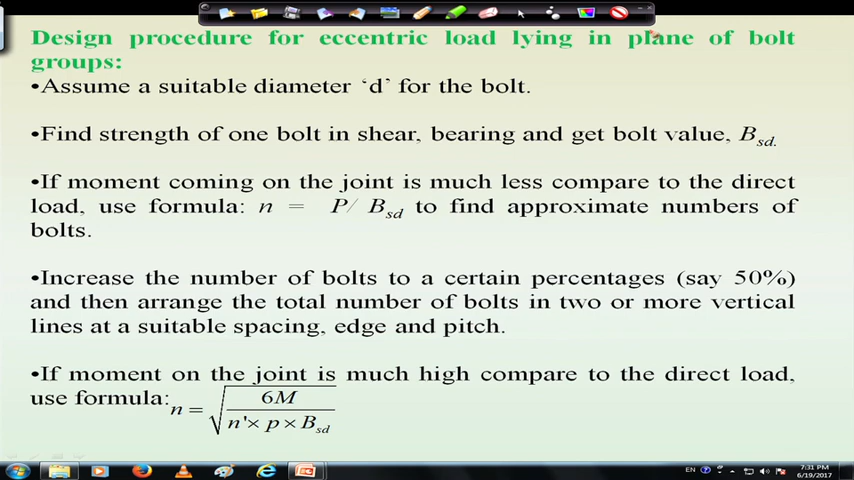 Design procedure for eccentric load lying in plane of bolt
groups:
•Assume a suitable diameter ‘d’ for the bolt.
•Find strength of one bolt in shear, bearing and get bolt value, B_sd.
•If moment coming on the joint is much less compare to the direct
load, use formula: n = P/ B_sd to find approximate numbers of
bolts.
•Increase the number of bolts to a certain percentages (say 50%)
and then arrange the total number of bolts in two or more vertical
lines at a suitable spacing, edge and pitch.
•If moment on the joint is much high compare to the direct load,
use formula: n = √(6M / (n'× p × B_sd))
EN
7:31 PM
6/19/2017